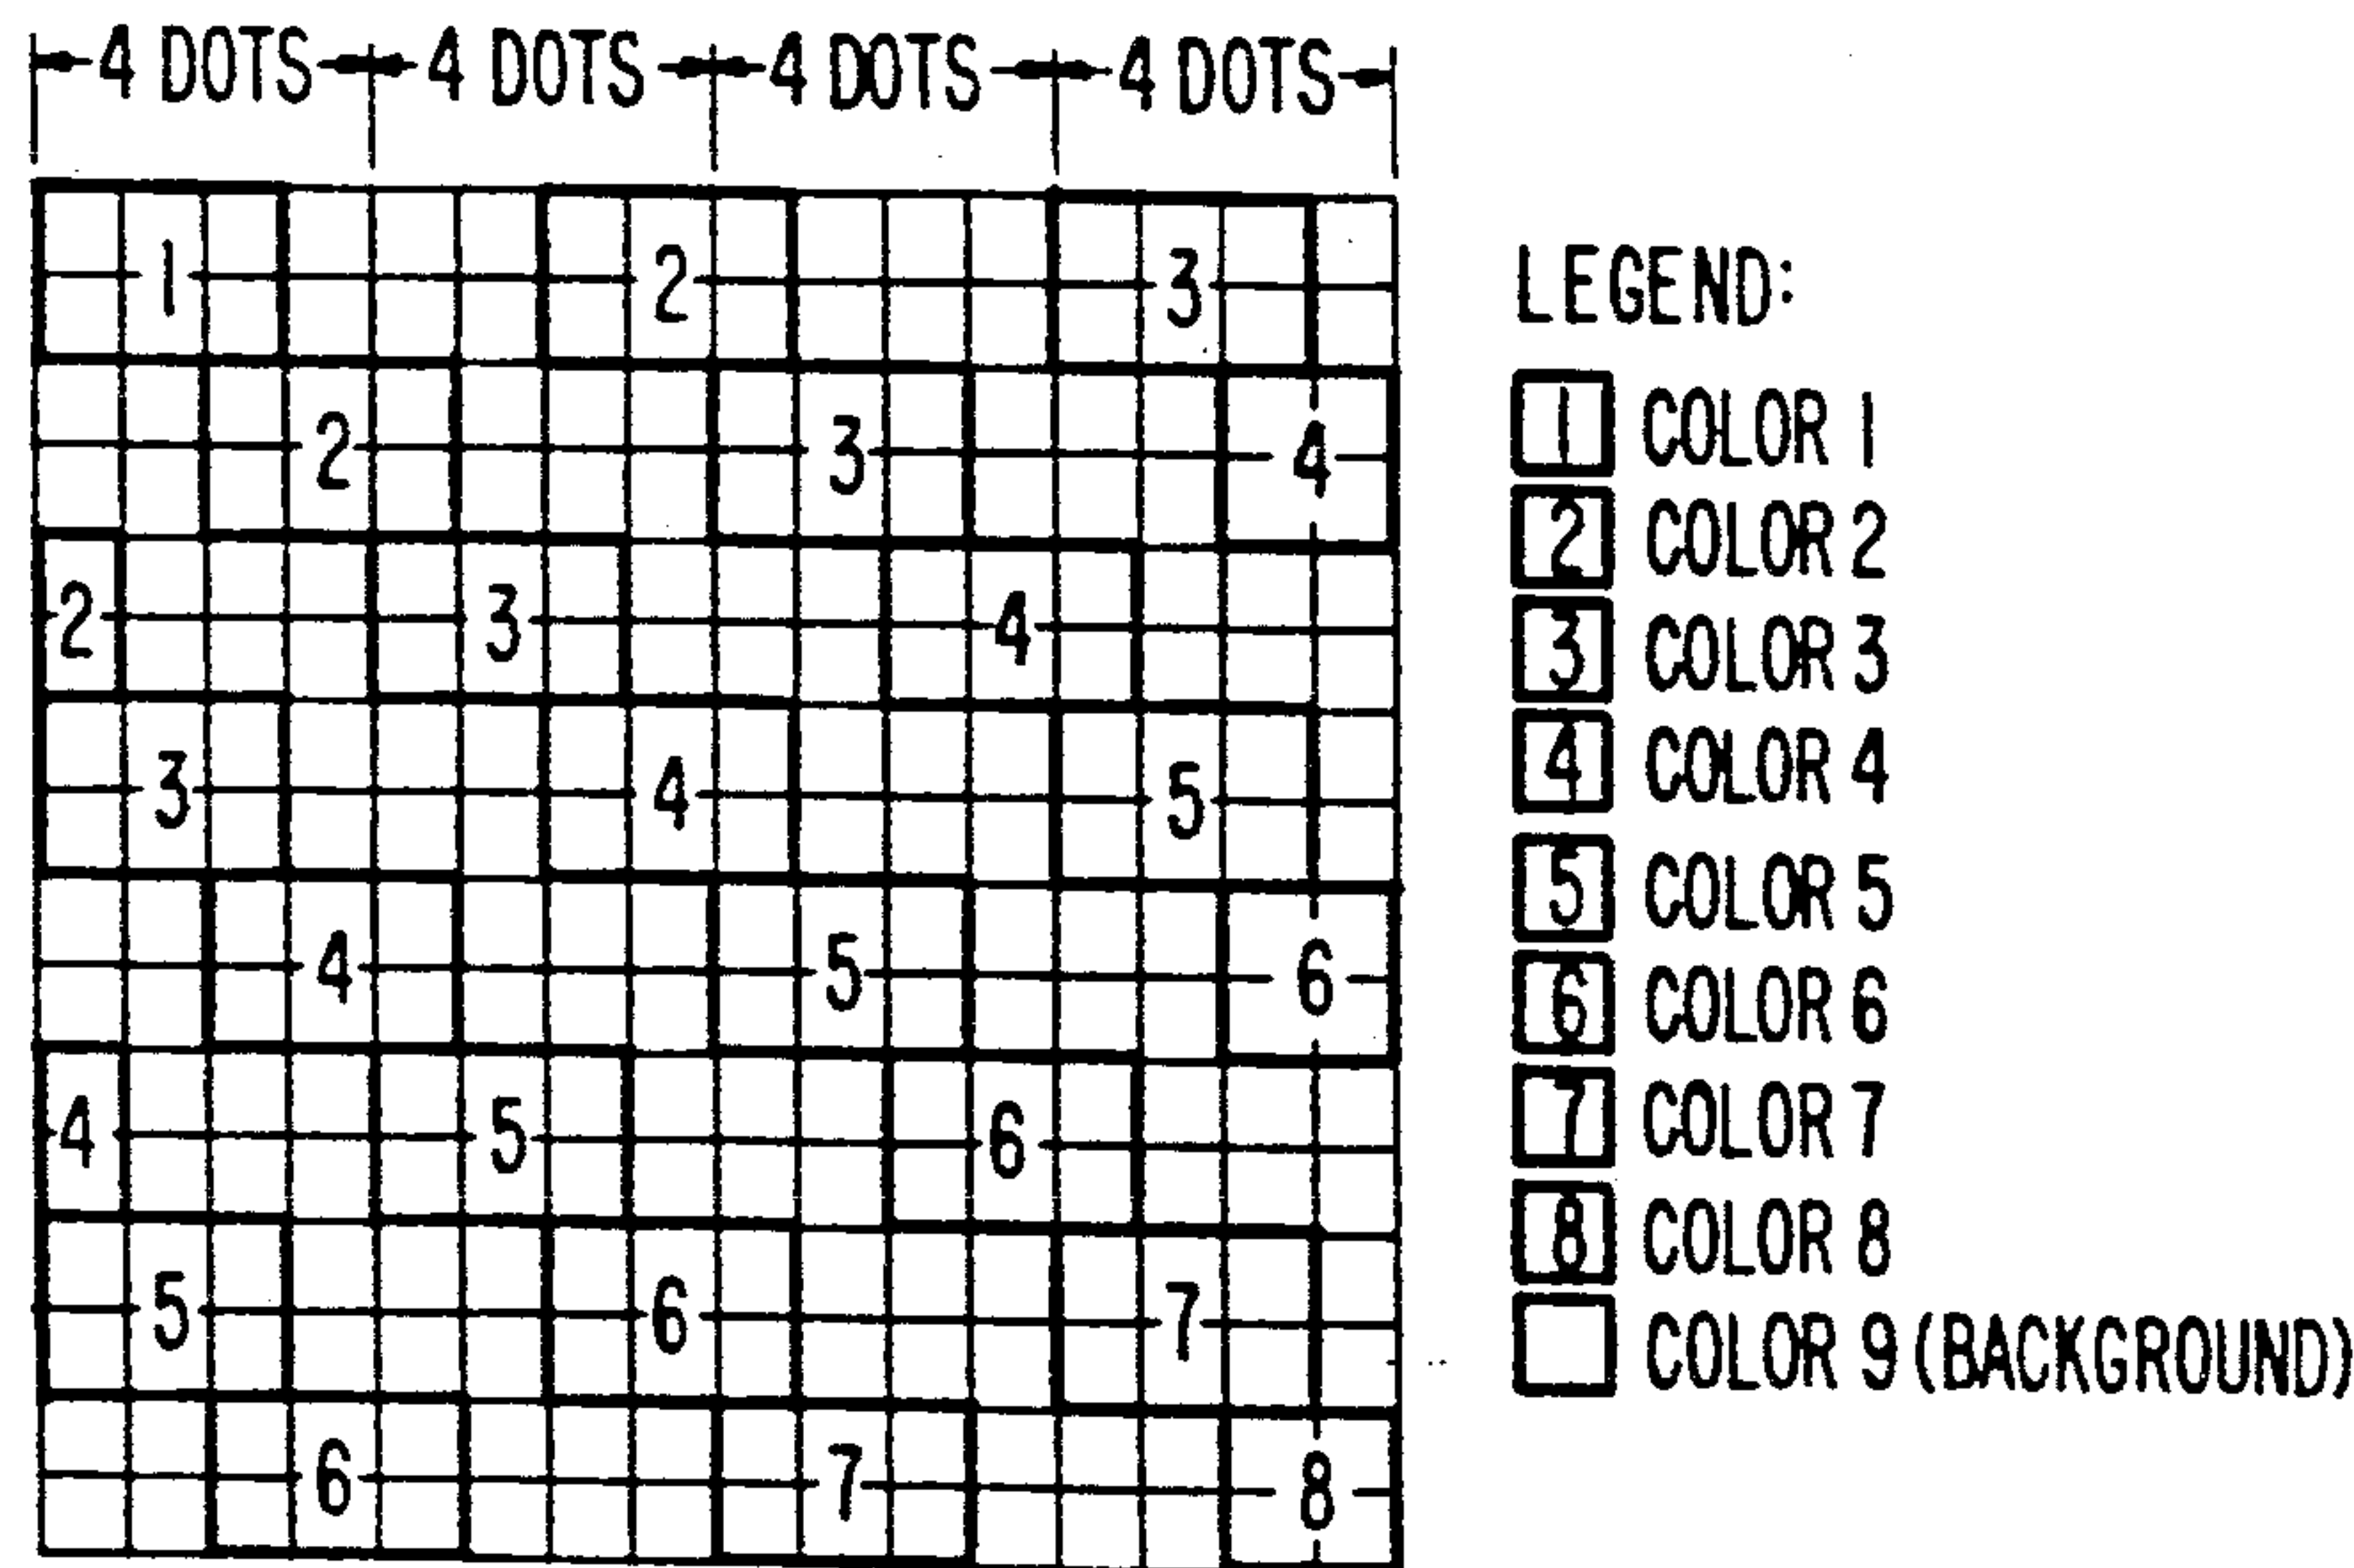 4 DOTS 4 DOTS 4 DOTS 4 DOTS
1 2 3
2 3 4
2 3 4
3 4 5
4 5 6
4 5 6
5 6 7
6 7 8
LEGEND:
1 COLOR 1
2 COLOR 2
3 COLOR 3
4 COLOR 4
5 COLOR 5
6 COLOR 6
7 COLOR 7
8 COLOR 8
COLOR 9 (BACKGROUND)